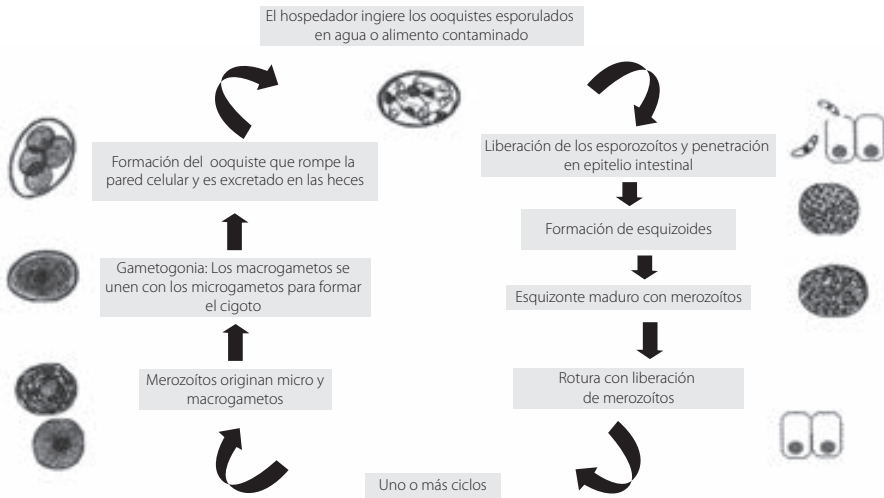 El hospedador ingiere los ooquistes esporulados
en agua o alimento contaminado
Liberación de los esporozoítos y penetración
en epitelio intestinal
Formación de esquizoides
Esquizonte maduro con merozoítos
Rotura con liberación
de merozoítos
Uno o más ciclos
Merozoítos originan micro y
macrogametos
Gametogonia: Los macrogametos se
unen con los microgametos para formar
el cigoto
Formación del ooquiste que rompe la
pared celular y es excretado en las heces